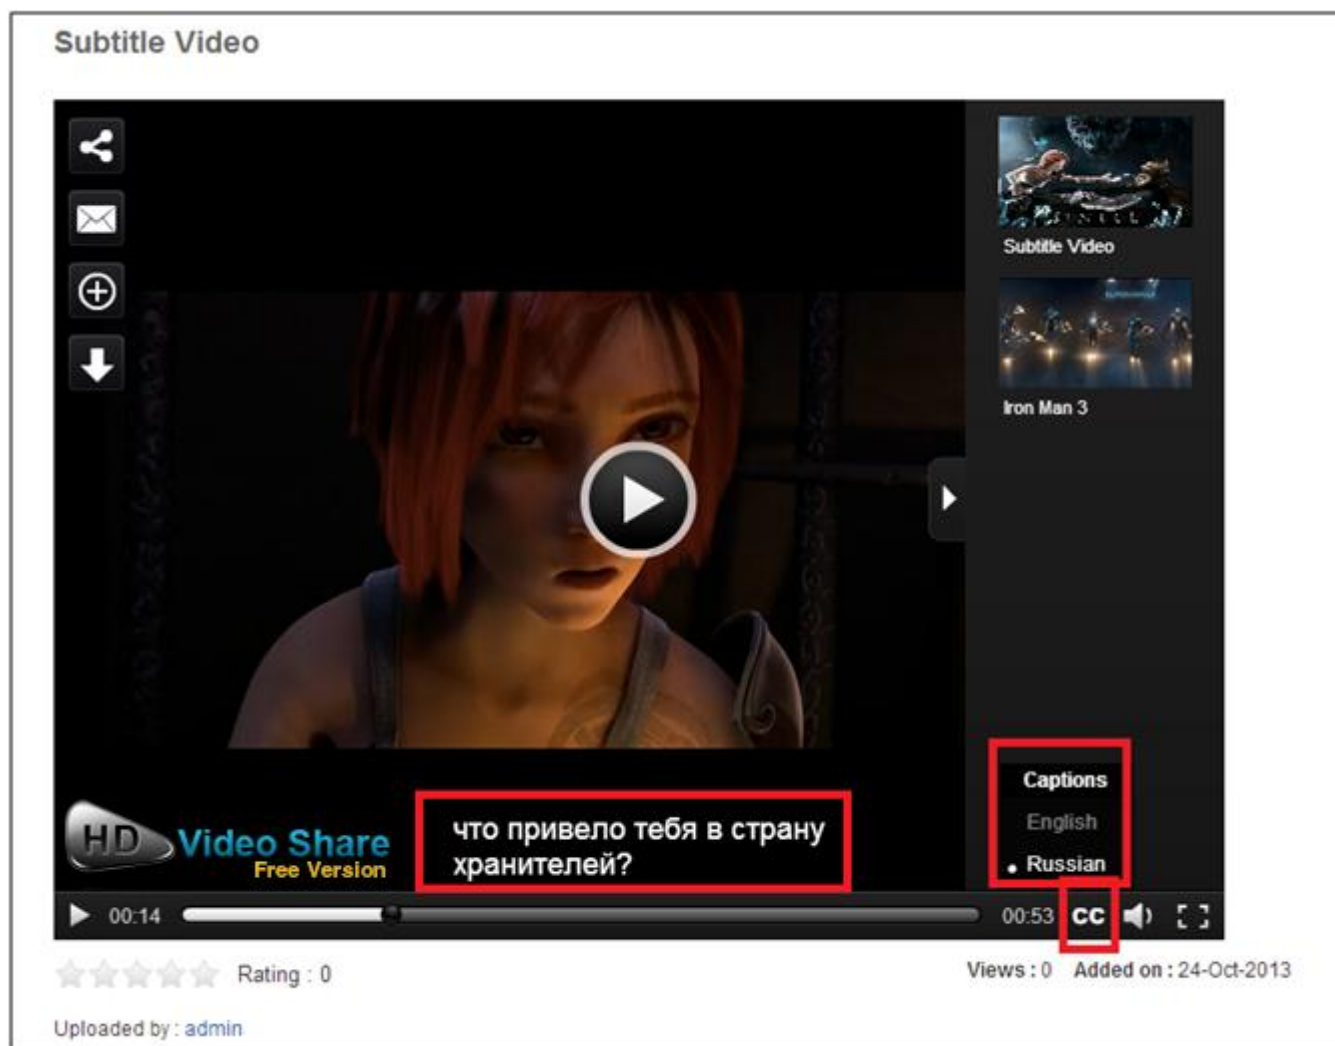 Subtitle Video
Subtitle Video
Iron Man 3
Captions
English
Russian
HD Video Share
Free Version
что привело тебя в страну
хранителей?
00:14
00:53 CC
Rating : 0
Views : 0 Added on : 24-Oct-2013
Uploaded by : admin